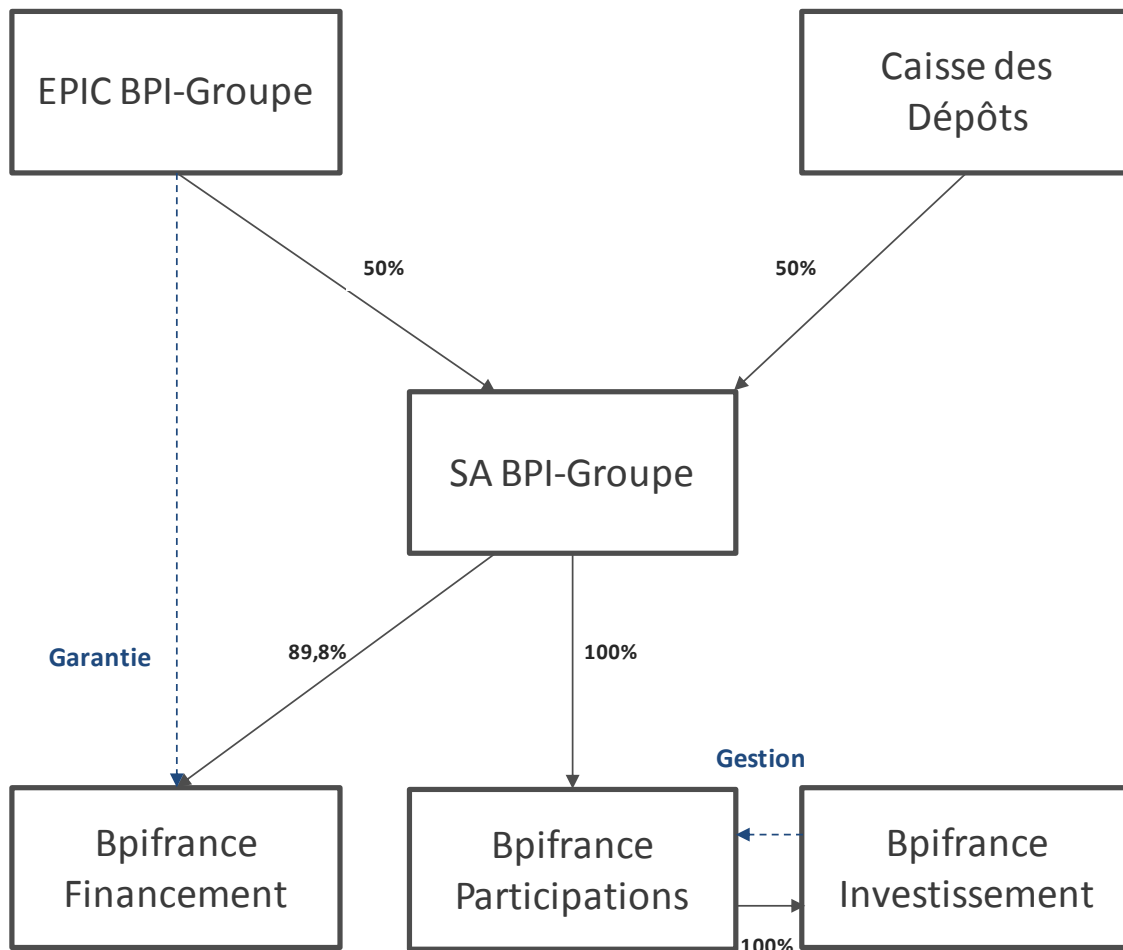 EPIC BPI-Groupe
Caisse des
Dépôts
50%
50%
SA BPI-Groupe
Garantie
89,8%
100%
Gestion
Bpifrance
Financement
Bpifrance
Participations
Bpifrance
Investissement
100%